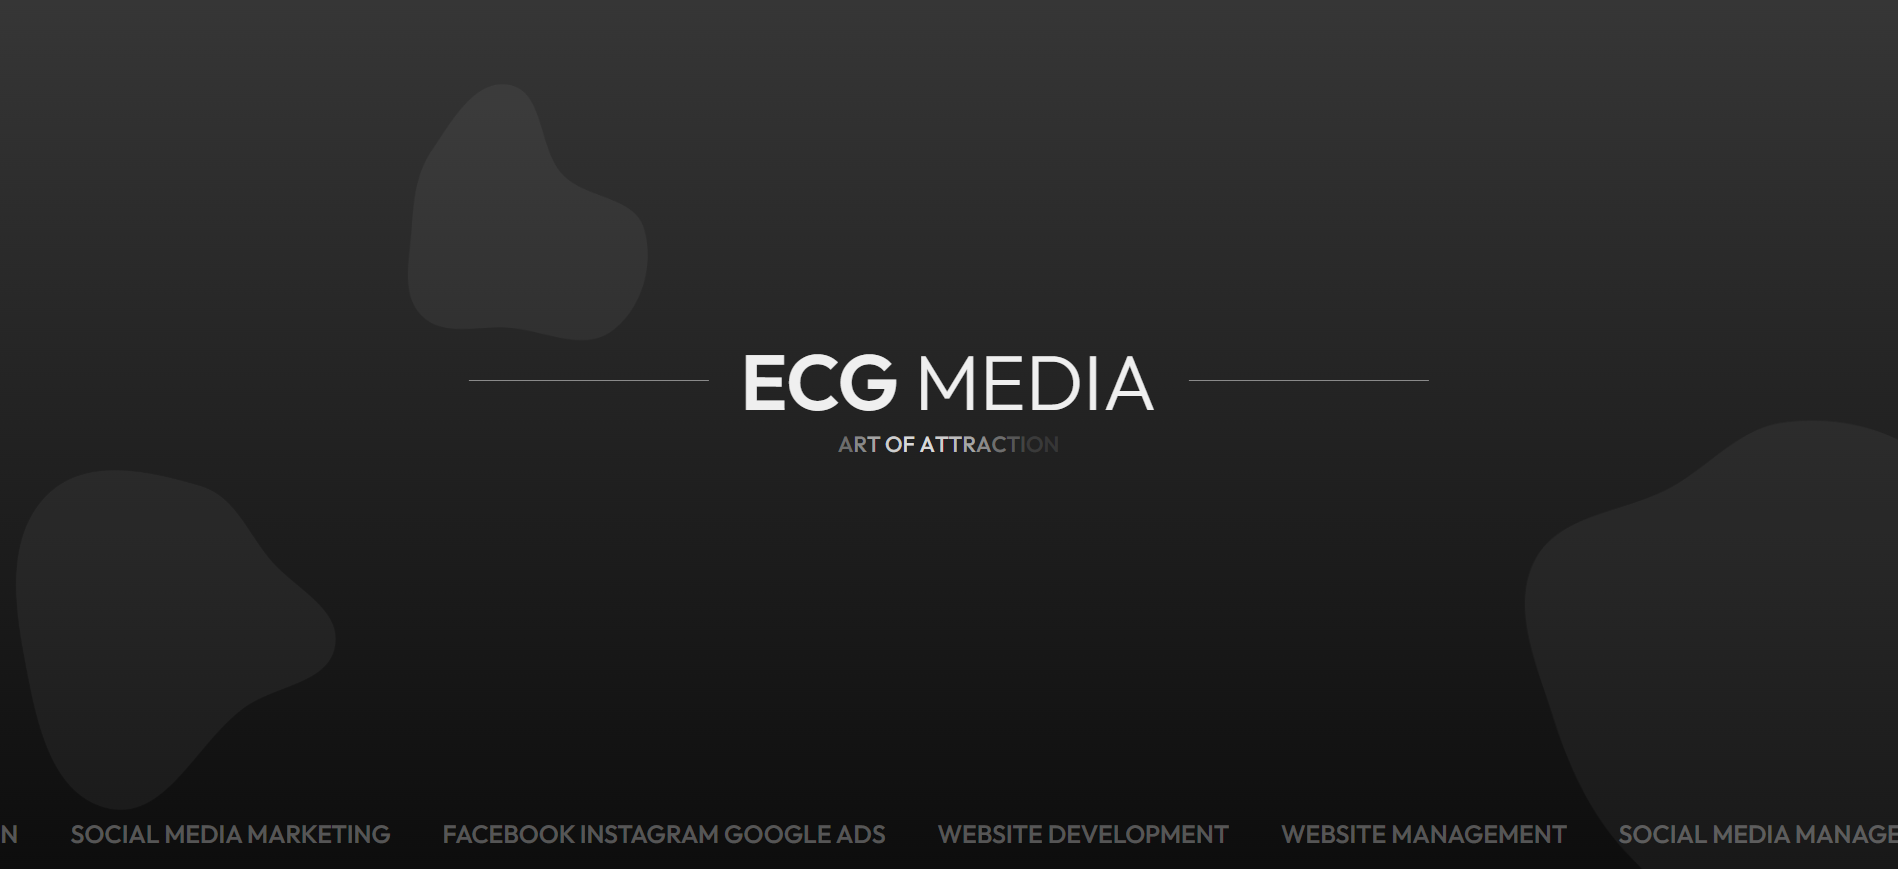 ECG MEDIA
ART OF ATTRACTION
N SOCIAL MEDIA MARKETING FACEBOOK INSTAGRAM GOOGLE ADS WEBSITE DEVELOPMENT WEBSITE MANAGEMENT SOCIAL MEDIA MANAGE